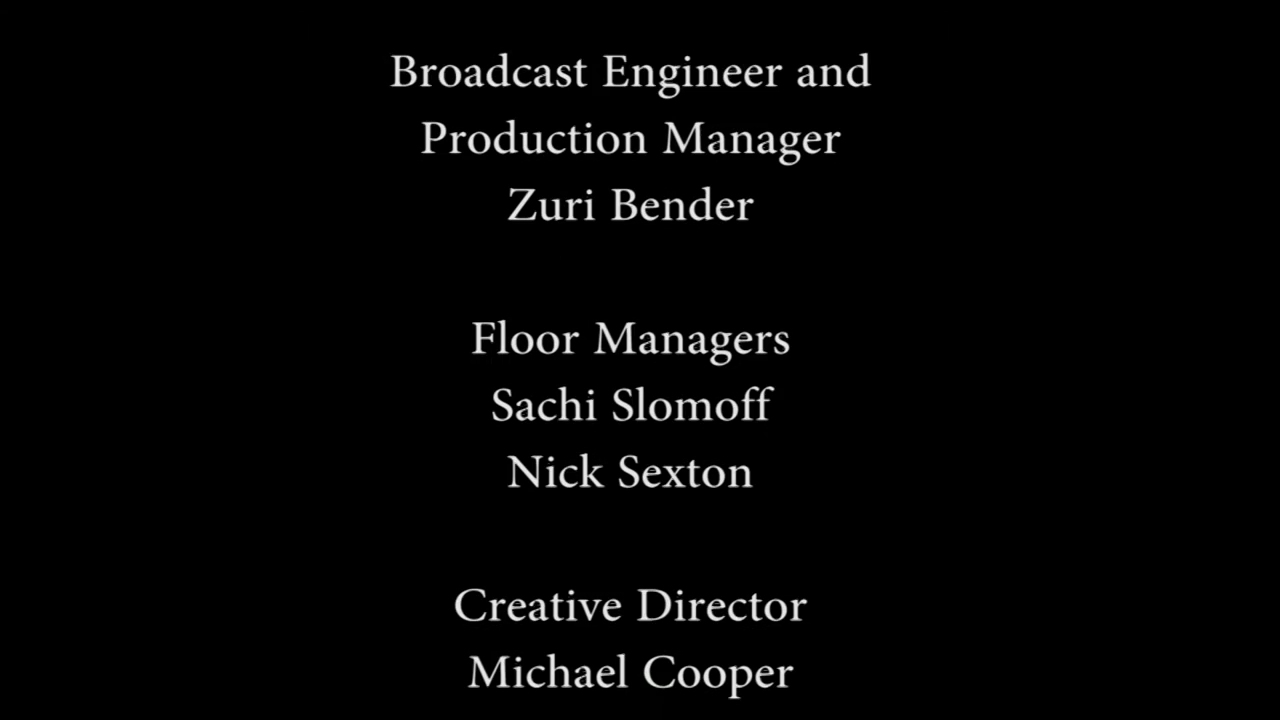 Broadcast Engineer and
Production Manager
Zuri Bender
Floor Managers
Sachi Slomoff
Nick Sexton
Creative Director
Michael Cooper